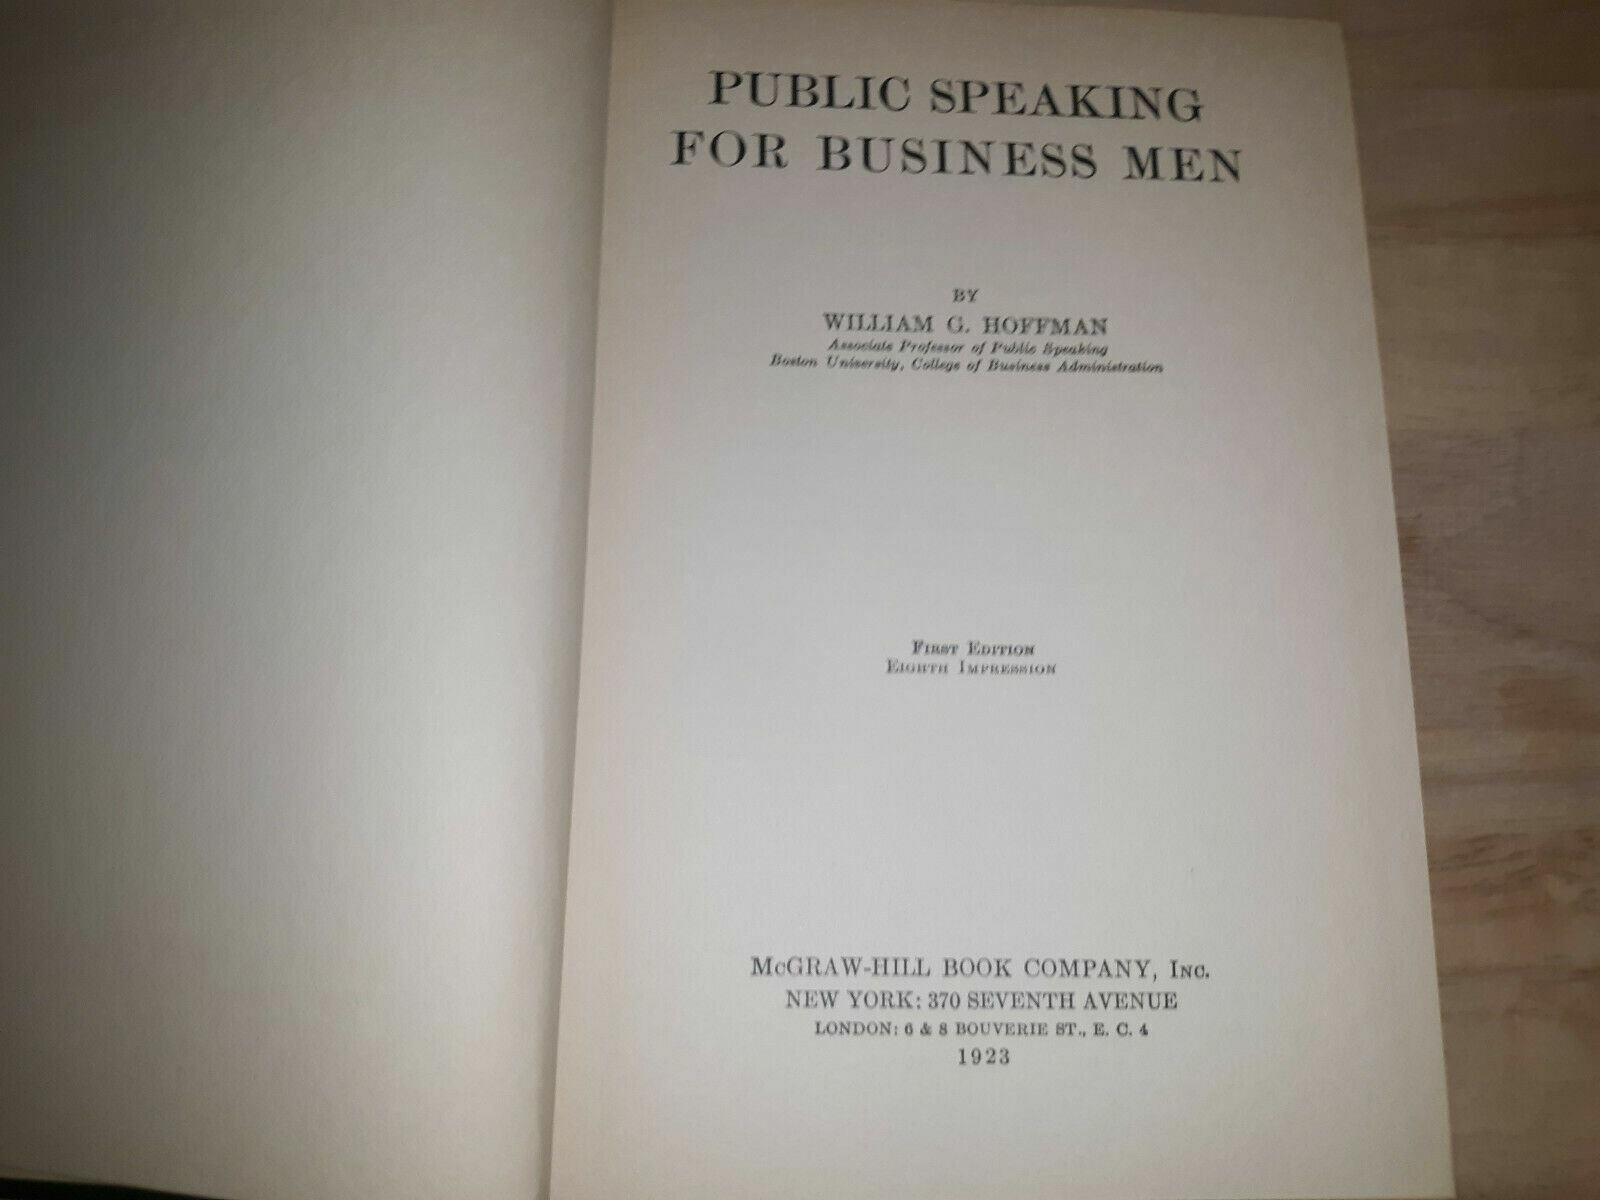 PUBLIC SPEAKING
FOR BUSINESS MEN
BY
WILLIAM G. HOFFMAN
Associate Professor of Public Speaking
Boston University, College of Business Administration
FIRST EDITION
EIGHTH IMPRESSION
McGRAW-HILL BOOK COMPANY, INC.
NEW YORK: 370 SEVENTH AVENUE
LONDON: 6 & 8 BOUVERIE ST., E. C. 4
1923